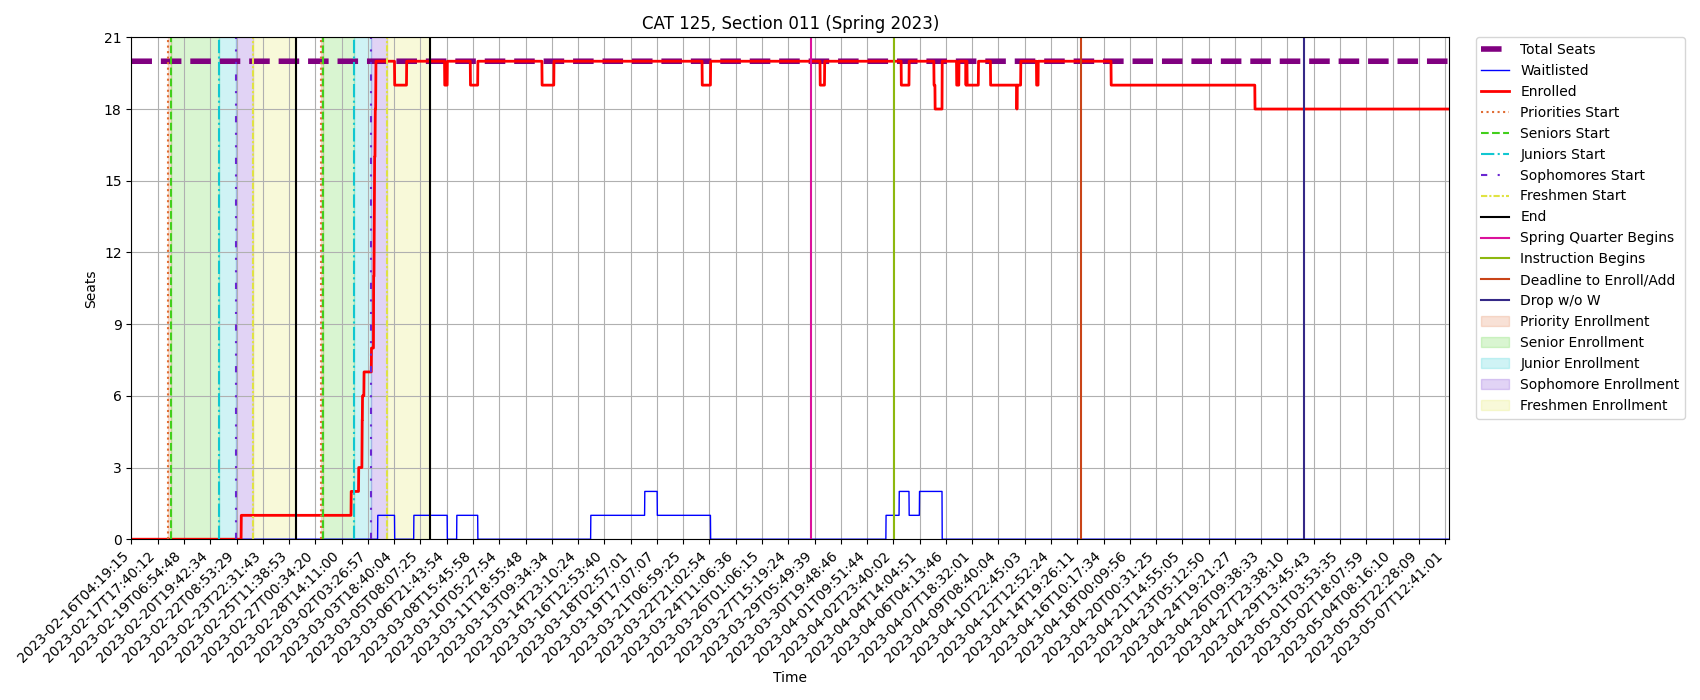 CAT 125, Section 011 (Spring 2023)
Seats
21
18
15
12
9
6
3
0
2023-02-16T04:19:15
2023-02-17T17:40:12
2023-02-19T06:54:48
2023-02-20T19:42:34
2023-02-22T08:53:29
2023-02-23T22:31:43
2023-02-25T11:38:53
2023-02-27T00:34:20
2023-02-28T14:11:00
2023-03-02T03:26:57
2023-03-03T18:40:04
2023-03-05T08:07:25
2023-03-06T21:43:54
2023-03-08T15:45:58
2023-03-10T05:27:54
2023-03-11T18:55:48
2023-03-13T09:34:34
2023-03-14T23:10:24
2023-03-16T12:53:40
2023-03-18T02:57:01
2023-03-19T17:07:07
2023-03-21T06:59:25
2023-03-22T21:02:54
2023-03-24T11:06:36
2023-03-26T01:06:15
2023-03-27T15:19:24
2023-03-29T05:49:39
2023-03-30T19:48:46
2023-04-01T09:51:44
2023-04-02T23:40:02
2023-04-04T14:04:51
2023-04-06T04:13:46
2023-04-07T18:32:01
2023-04-09T08:40:04
2023-04-10T22:45:03
2023-04-12T12:52:24
2023-04-14T19:26:11
2023-04-16T10:17:34
2023-04-18T00:09:56
2023-04-20T00:31:25
2023-04-21T14:55:05
2023-04-23T05:12:50
2023-04-24T19:21:27
2023-04-26T09:38:33
2023-04-27T23:38:10
2023-04-29T13:45:43
2023-05-01T03:53:35
2023-05-02T18:07:59
2023-05-04T08:16:10
2023-05-05T22:28:09
2023-05-07T12:41:01
Time
Total Seats
Waitlisted
Enrolled
Priorities Start
Seniors Start
Juniors Start
Sophomores Start
Freshmen Start
End
Spring Quarter Begins
Instruction Begins
Deadline to Enroll/Add
Drop w/o W
Priority Enrollment
Senior Enrollment
Junior Enrollment
Sophomore Enrollment
Freshmen Enrollment